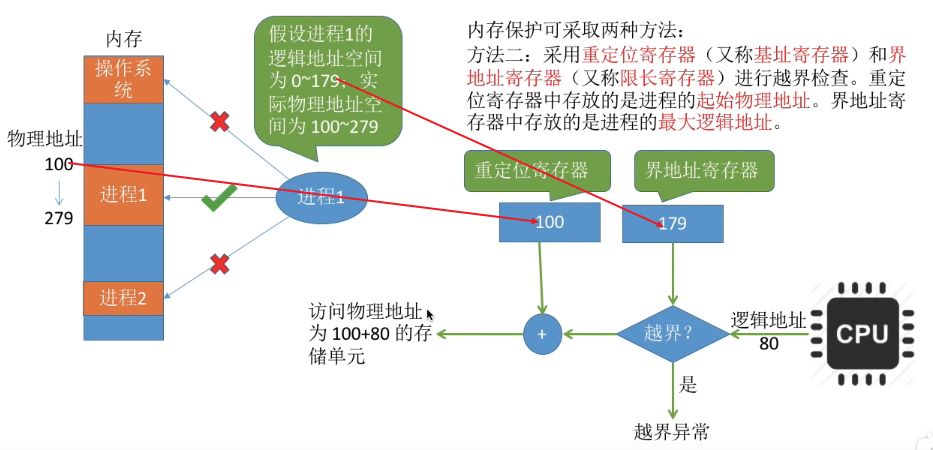 内存
操作系
统
物理地址
100
279
进程1
进程2
进程1
假设进程1的
逻辑地址空间
为 0~179，实
际物理地址空
间为 100~279
内存保护可采取两种方法：
方法二：采用重定位寄存器（又称基址寄存器）和界
地址寄存器（又称限长寄存器）进行越界检查。重定
位寄存器中存放的是进程的起始物理地址。界地址寄
存器中存放的是进程的最大逻辑地址。
重定位寄存器
界地址寄存器
100
179
访问物理地址
为 100+80 的存
储单元
+
越界？
逻辑地址
80
CPU
是
越界异常